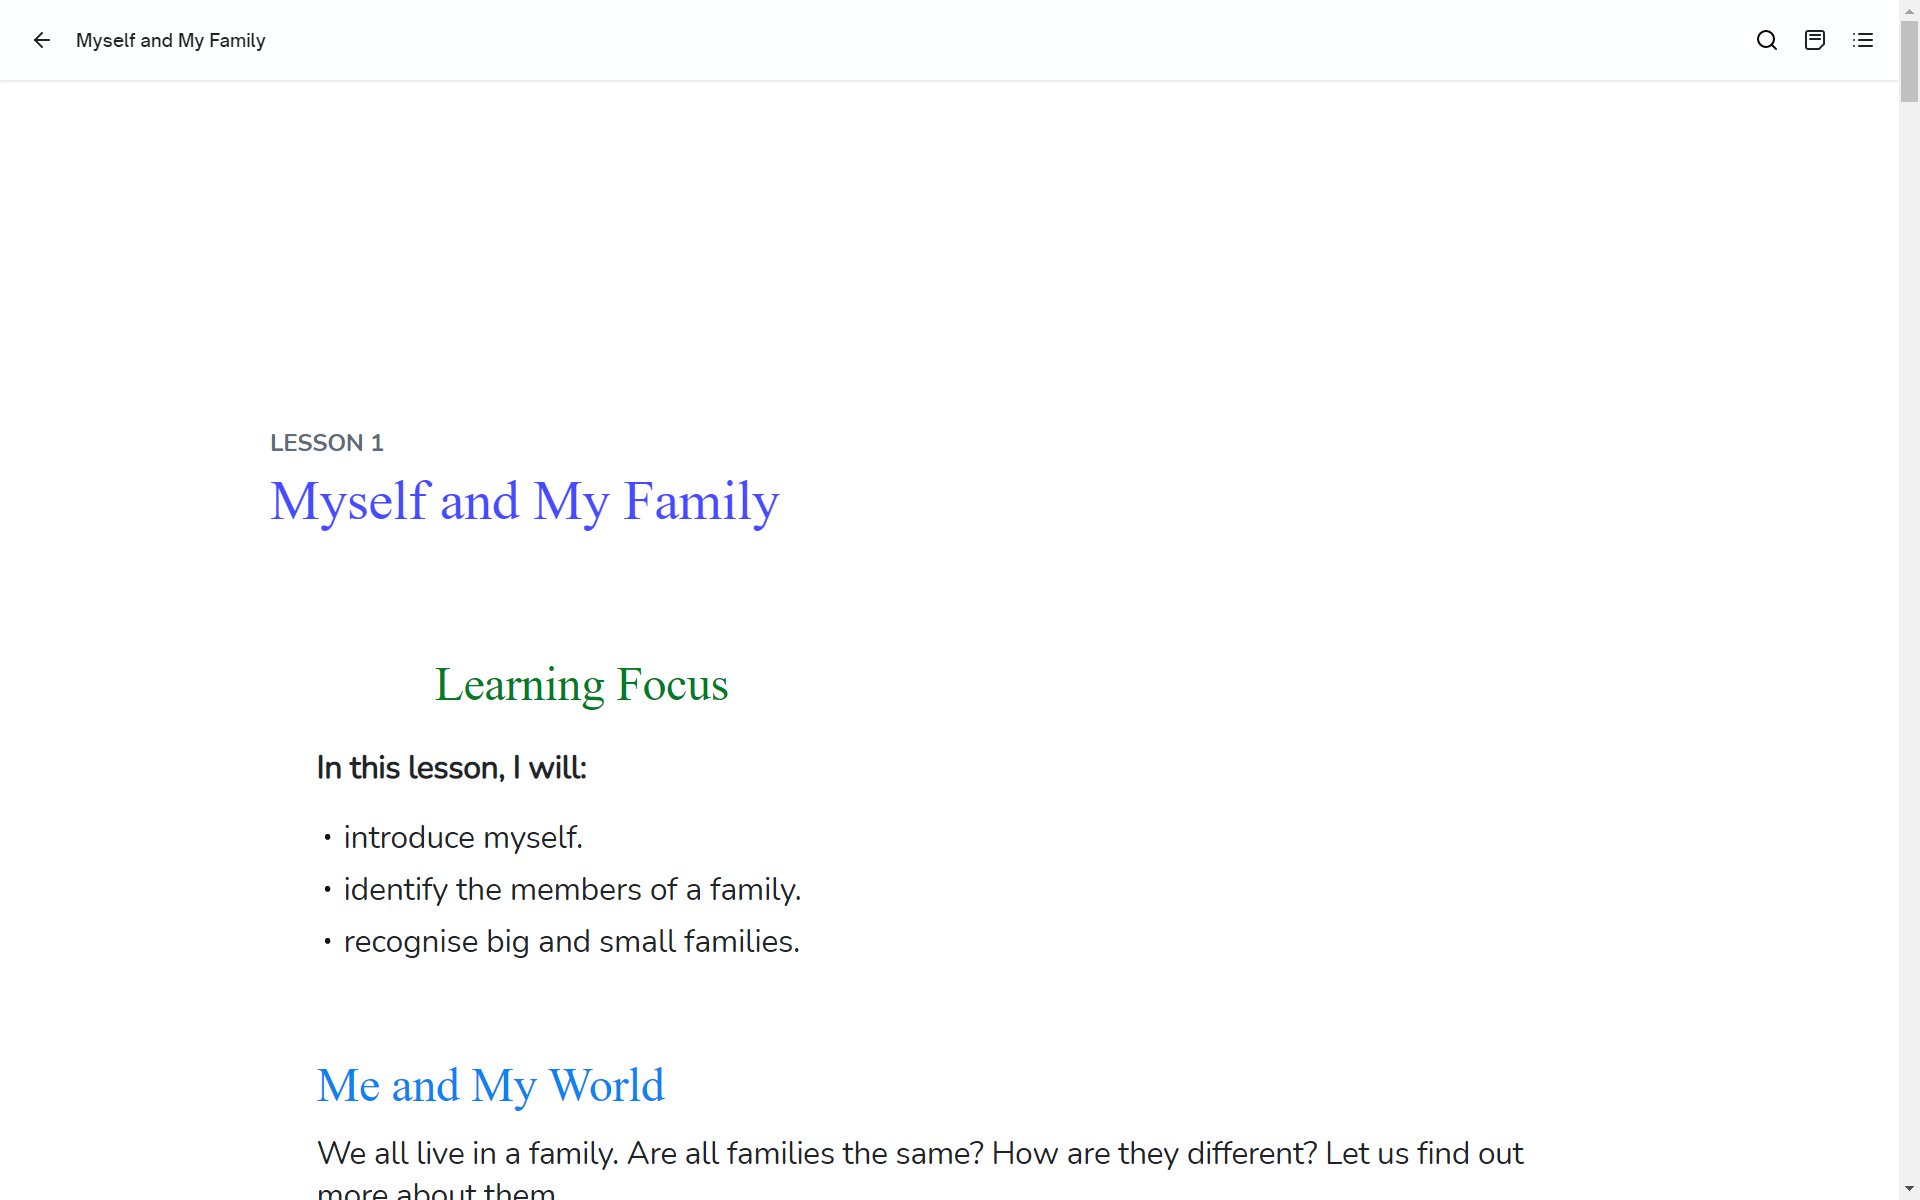 Myself and My Family
LESSON 1
Myself and My Family
Learning Focus
In this lesson, I will:
• introduce myself.
• identify the members of a family.
• recognise big and small families.
Me and My World
We all live in a family. Are all families the same? How are they different? Let us find out
more about them.